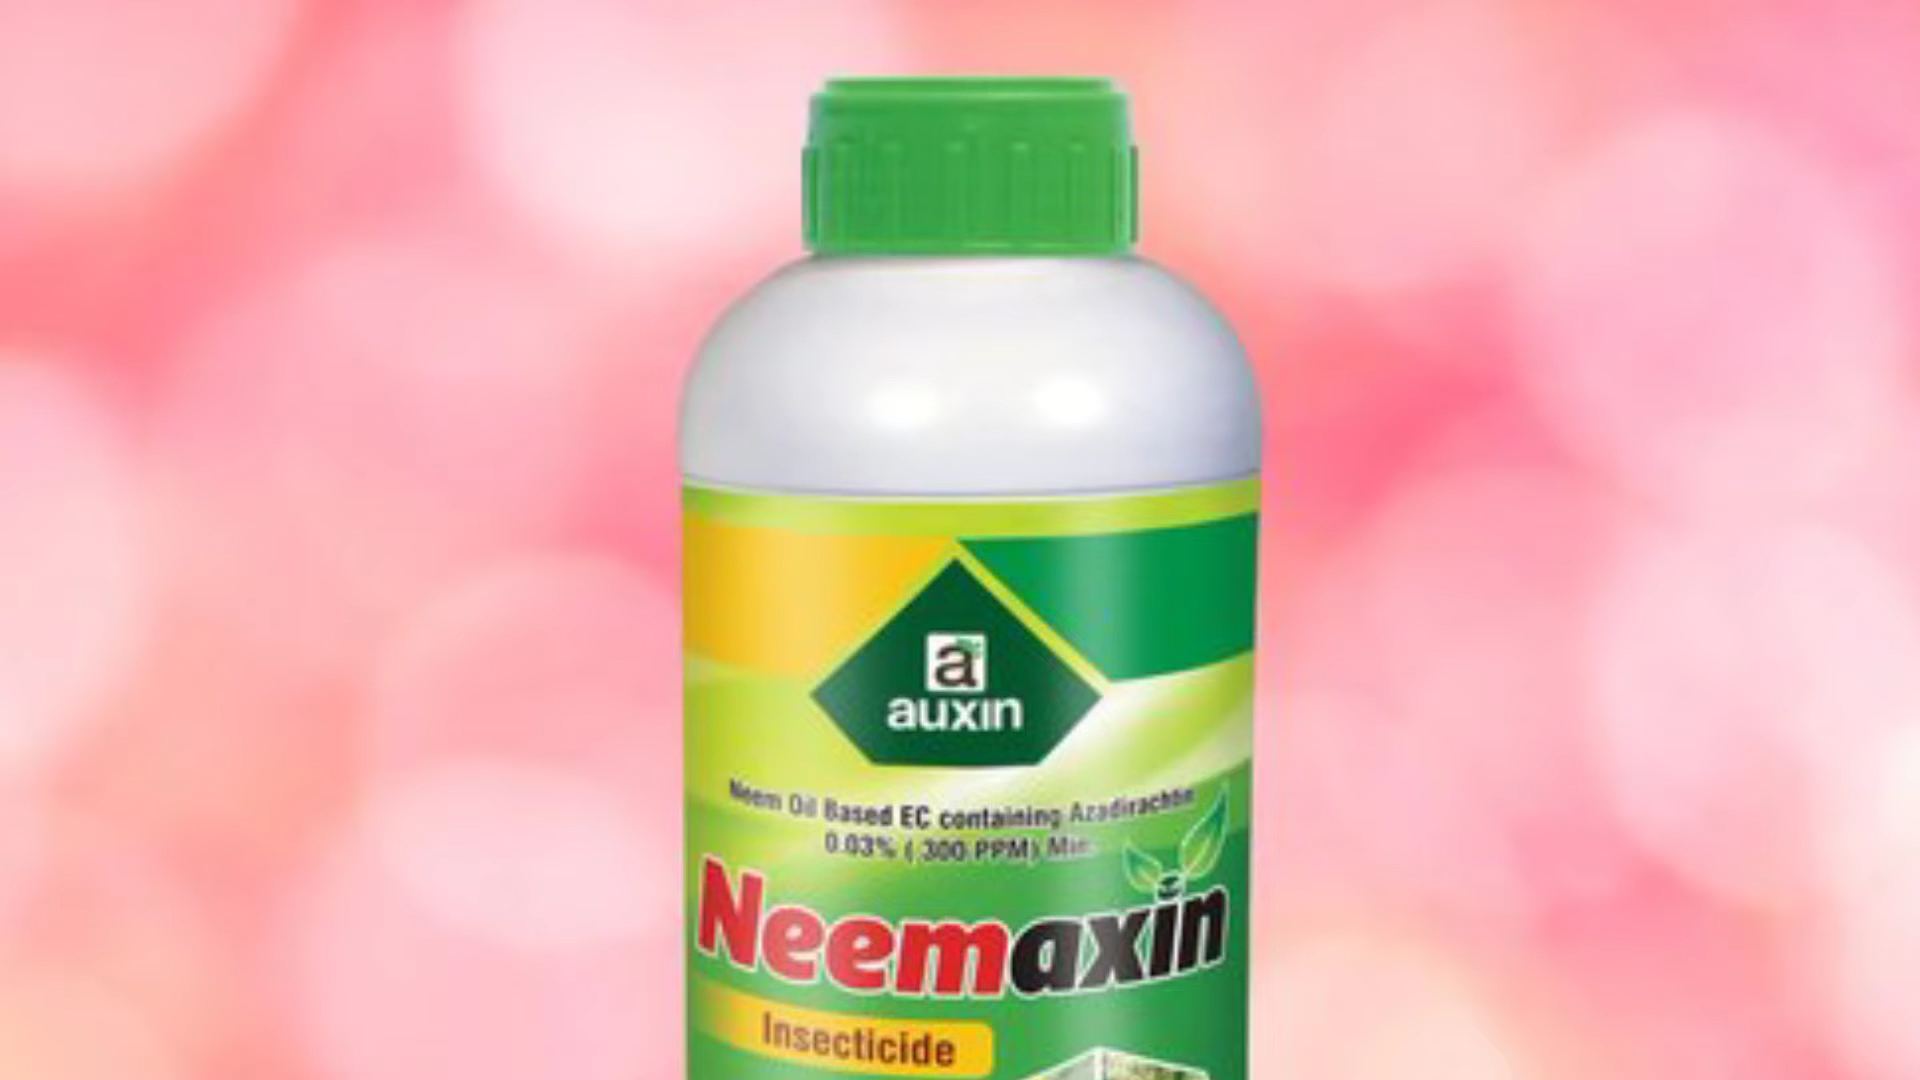 a
auxin
Neem Oil Based EC containing Azadirachtin
0.03% ( 300 PPM) Min.
Neemaxin
Insecticide